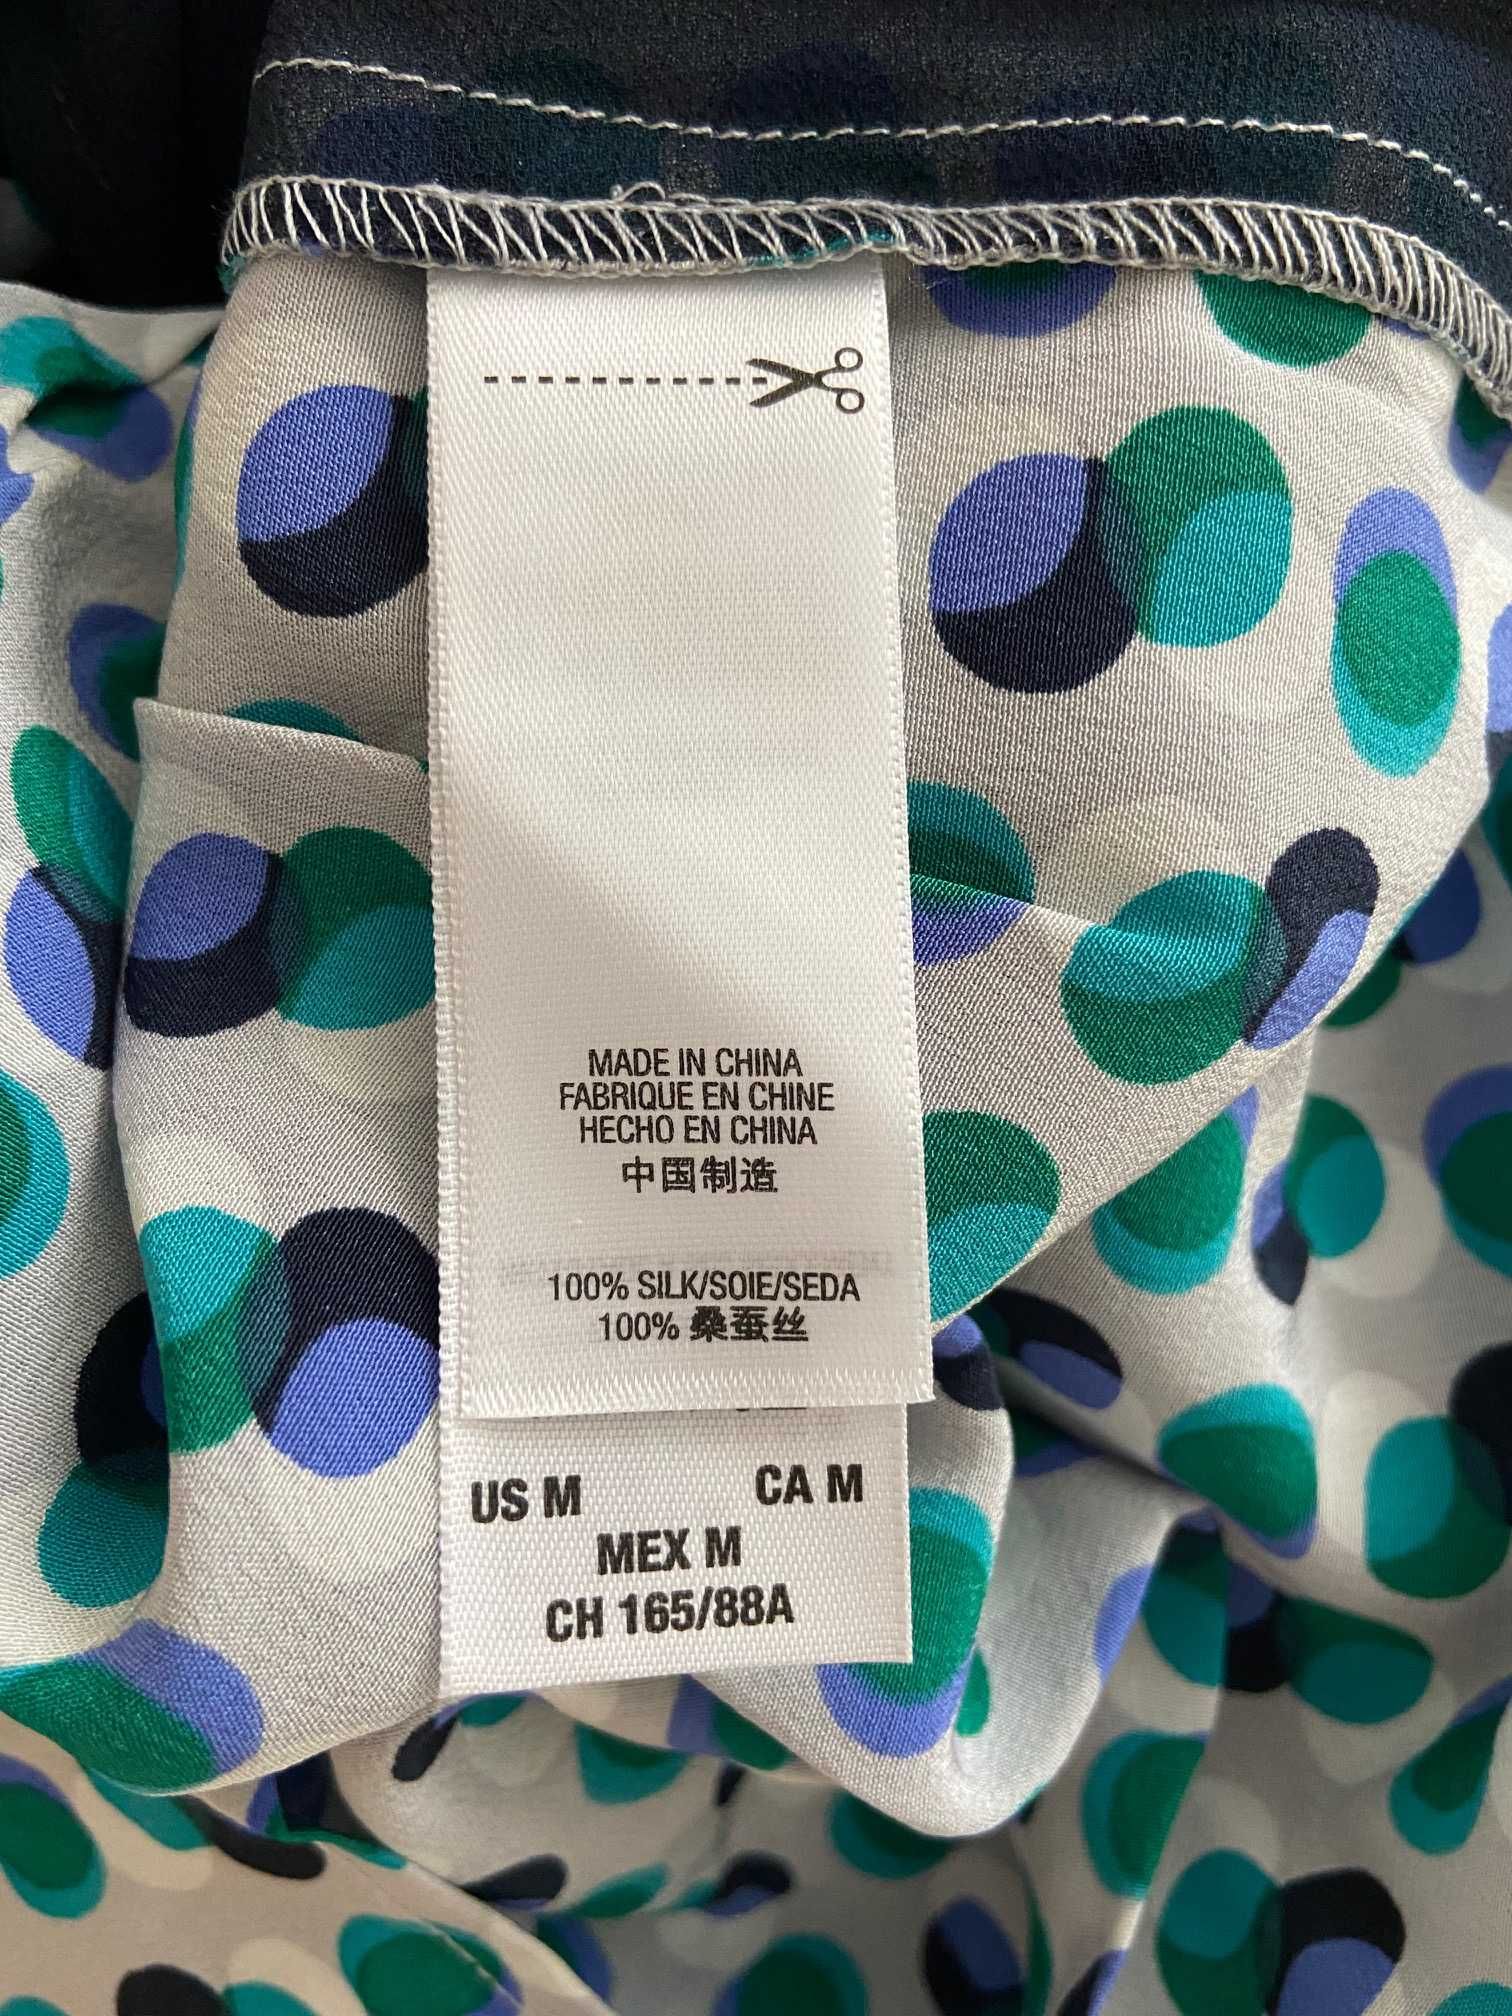 MADE IN CHINA
FABRIQUE EN CHINE
HECHO EN CHINA
中国制造
100% SILK/SOIE/SEDA
100% 桑蚕丝
US M CA M
MEX M
CH 165/88A